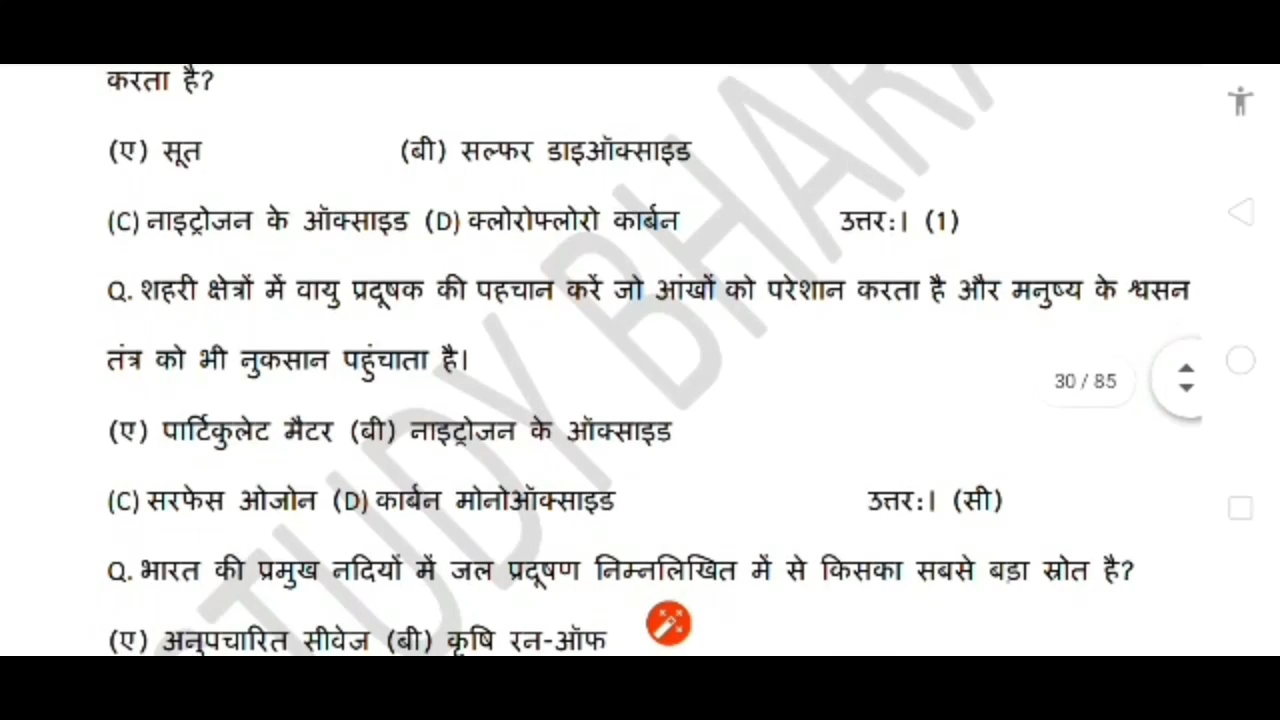 करता है?
(ए) सूत (बी) सल्फर डाइऑक्साइड
(C) नाइट्रोजन के ऑक्साइड (D) क्लोरोफ्लोरो कार्बन उत्तर:। (1)
Q. शहरी क्षेत्रों में वायु प्रदूषक की पहचान करें जो आंखों को परेशान करता है और मनुष्य के श्वसन
तंत्र को भी नुकसान पहुंचाता है।
30 / 85
(ए) पार्टिकुलेट मैटर (बी) नाइट्रोजन के ऑक्साइड
(C) सरफेस ओजोन (D) कार्बन मोनोऑक्साइड उत्तर:। (सी)
Q. भारत की प्रमुख नदियों में जल प्रदूषण निम्नलिखित में से किसका सबसे बड़ा स्रोत है?
(ए) अनुपचारित सीवेज (बी) कृषि रन-ऑफ
STUDY BHARA